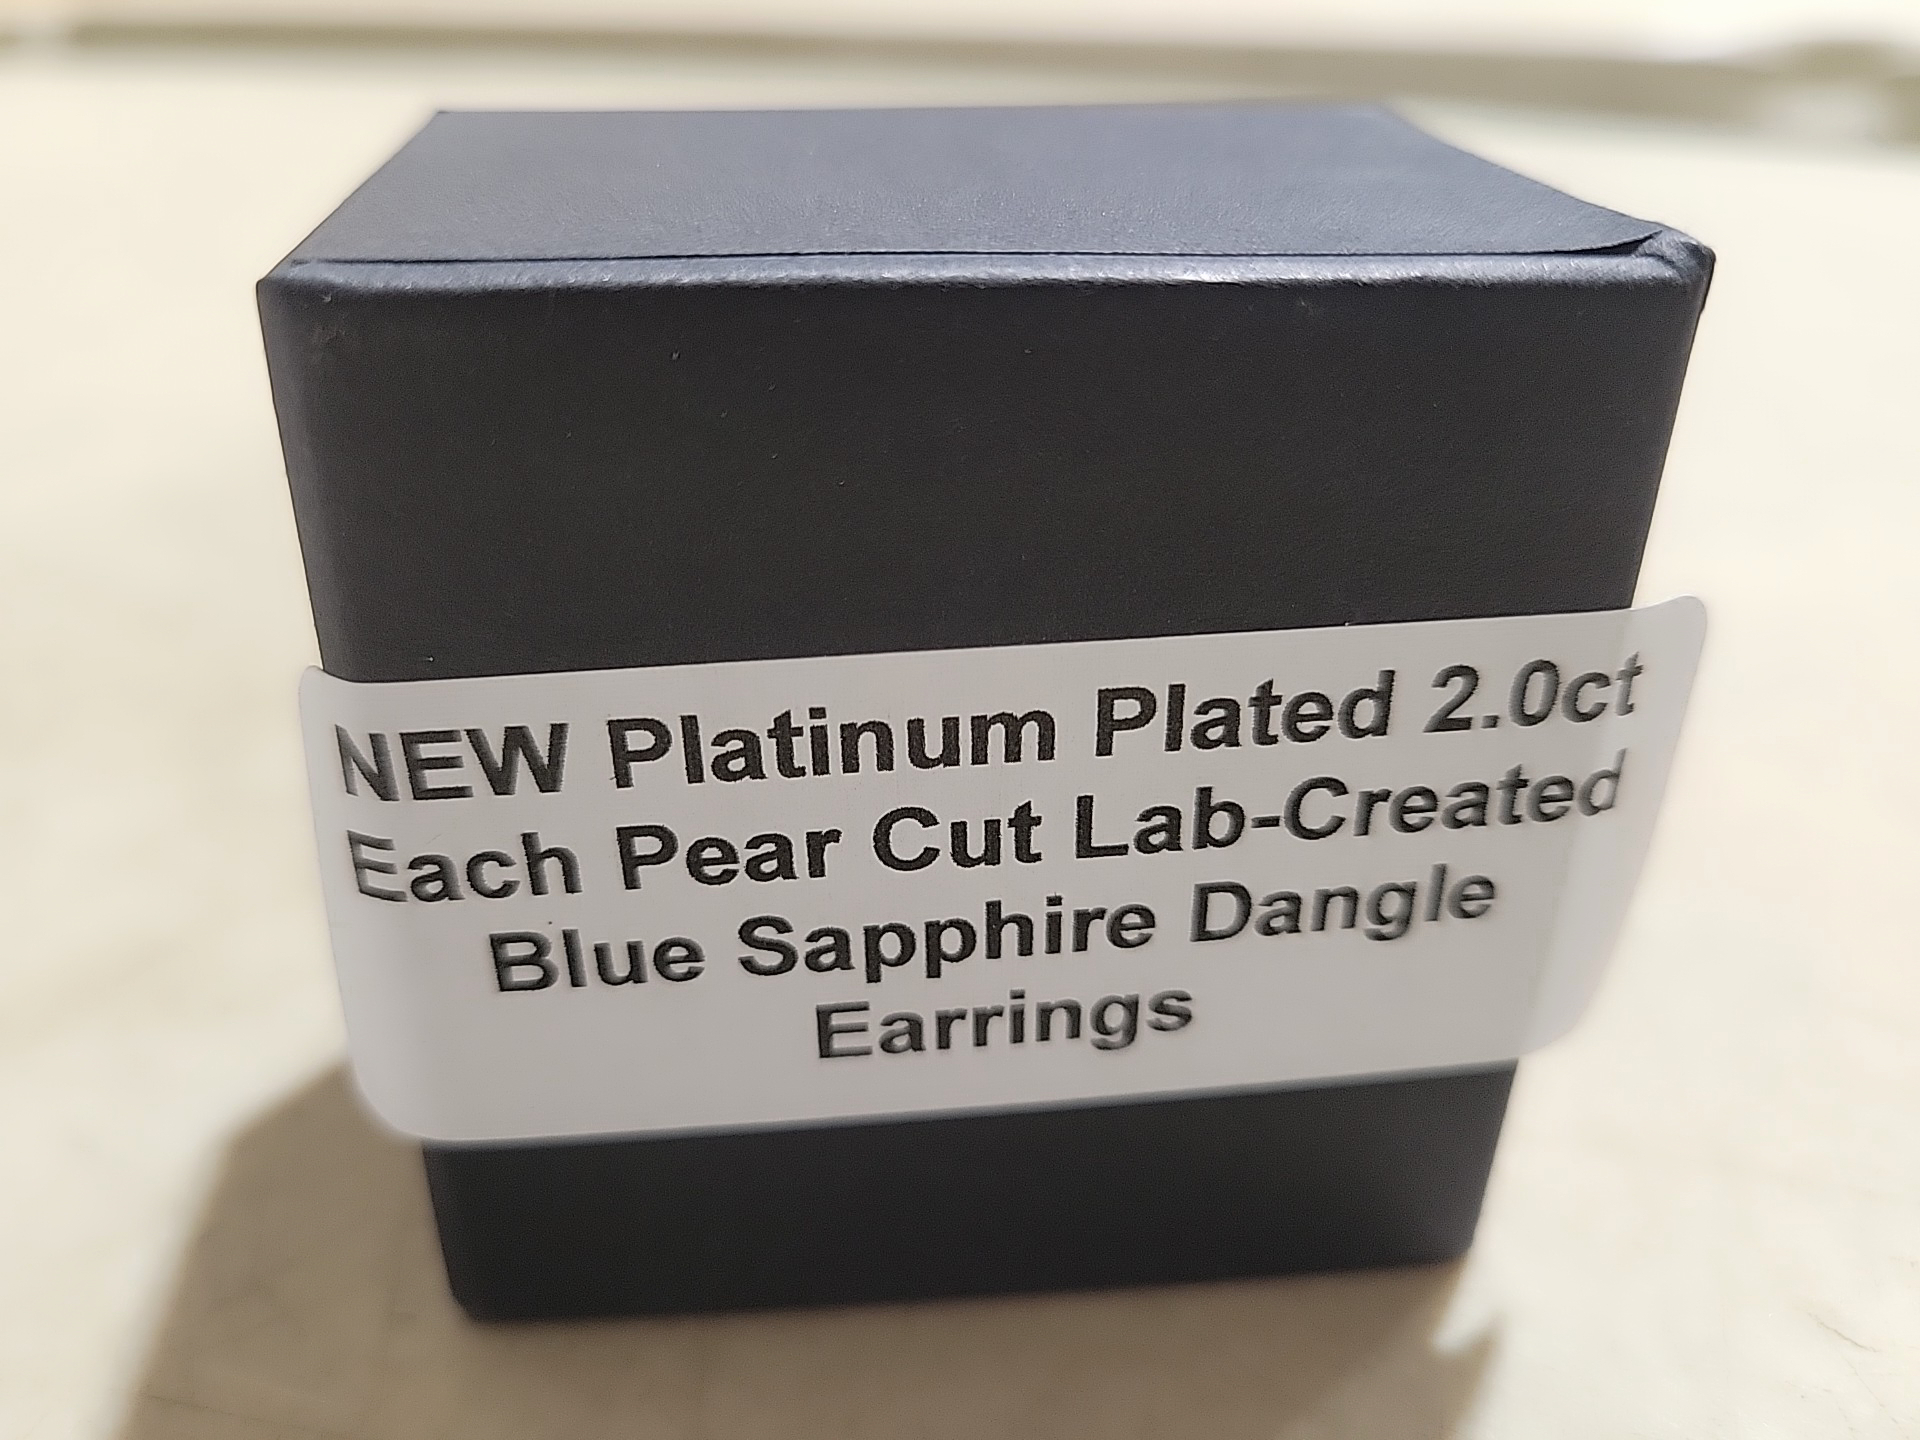 NEW Platinum Plated 2.0ct
Each Pear Cut Lab-Created
Blue Sapphire Dangle
Earrings